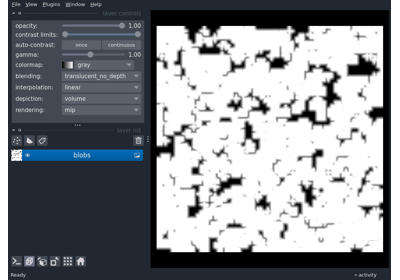 File View Plugins Window Help
layer controls
opacity: 1.00
contrast limits:
auto-contrast: once continuous
gamma: 1.00
colormap: gray
blending: translucent_no_depth
interpolation: linear
depiction: volume
rendering: mip
layer list
blobs
Ready activity